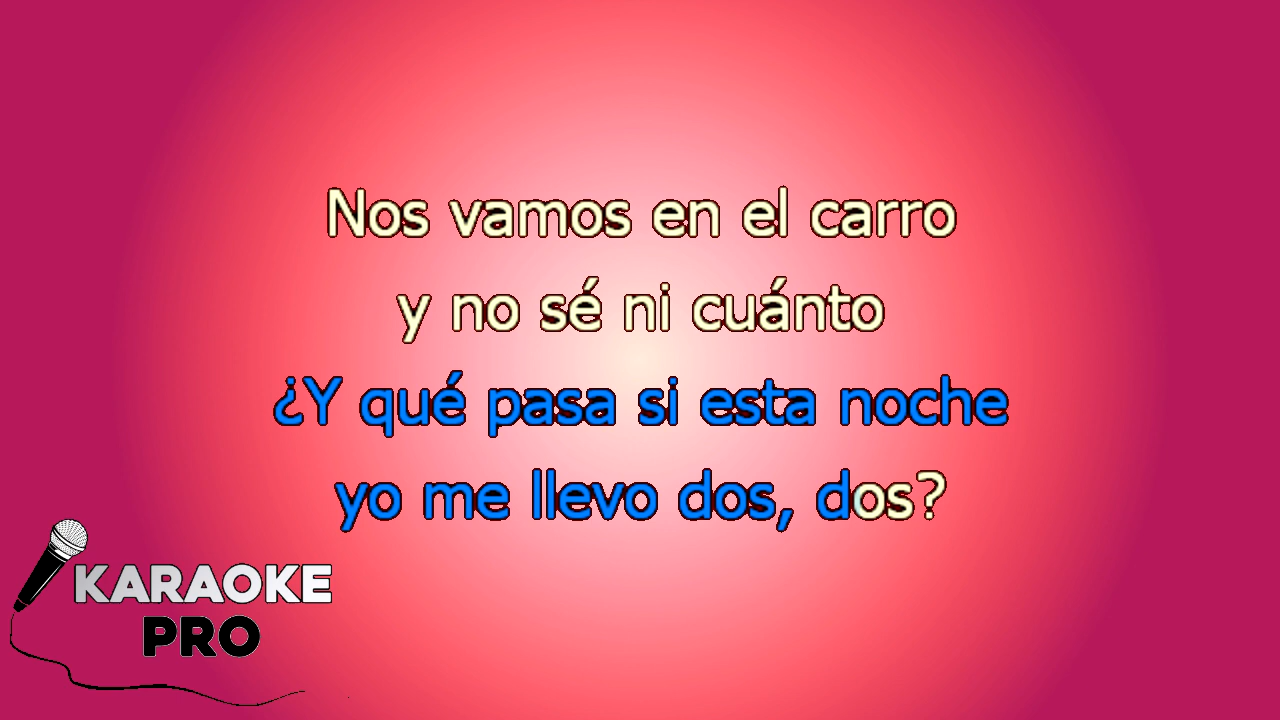 Nos vamos en el carro
y no sé ni cuánto
¿Y qué pasa si esta noche
yo me llevo dos, dos?
KARAOKE
PRO